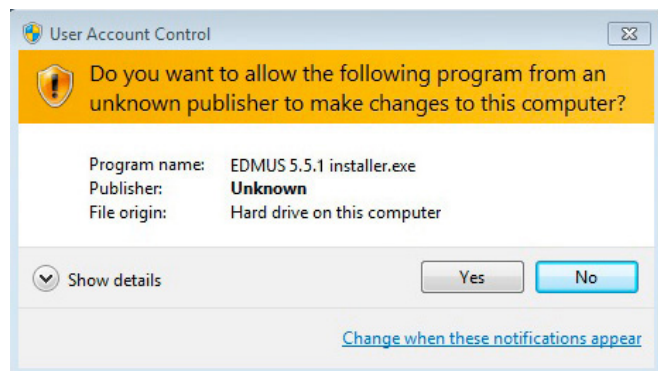 User Account Control
Do you want to allow the following program from an
unknown publisher to make changes to this computer?
Program name: EDMUS 5.5.1 installer.exe
Publisher: Unknown
File origin: Hard drive on this computer
Show details Yes No
Change when these notifications appear